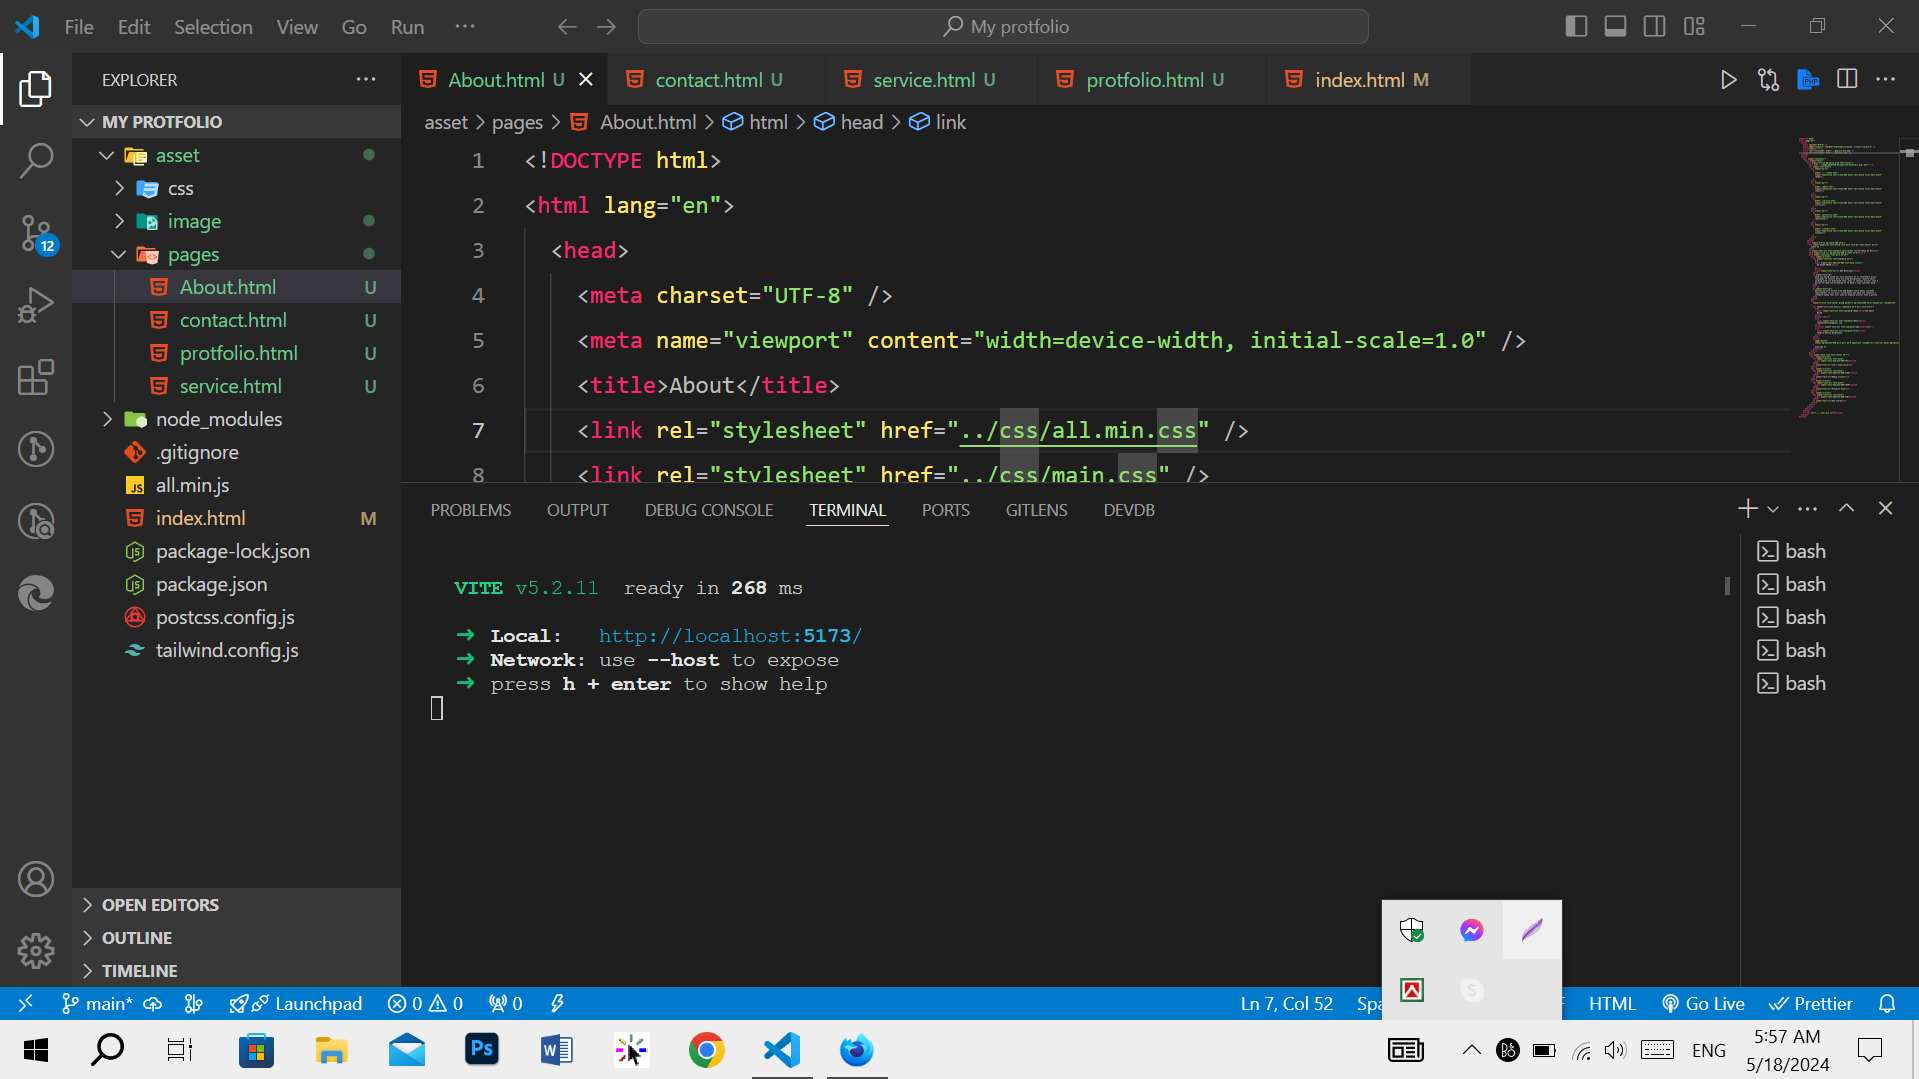 File Edit Selection View Go Run ··· My protfolio
EXPLORER ···
MY PROTFOLIO
asset
css
image
pages
About.html U
contact.html U
protfolio.html U
service.html U
node_modules
.gitignore
all.min.js
index.html M
package-lock.json
package.json
postcss.config.js
tailwind.config.js
OPEN EDITORS
OUTLINE
TIMELINE
12
About.html U contact.html U service.html U protfolio.html U index.html M
asset > pages > About.html > html > head > link
1 <!DOCTYPE html>
2 <html lang="en">
3 <head>
4 <meta charset="UTF-8" />
5 <meta name="viewport" content="width=device-width, initial-scale=1.0" />
6 <title>About</title>
7 <link rel="stylesheet" href="../css/all.min.css" />
8 <link rel="stylesheet" href="../css/main.css" />
PROBLEMS OUTPUT DEBUG CONSOLE TERMINAL PORTS GITLENS DEVDB
VITE v5.2.11 ready in 268 ms
➜ Local: http://localhost:5173/
➜ Network: use --host to expose
➜ press h + enter to show help
bash
bash
bash
bash
bash
main* Launchpad 0 0 0 Ln 7, Col 52 Spa HTML Go Live Prettier
Ps W ENG
5:57 AM
5/18/2024